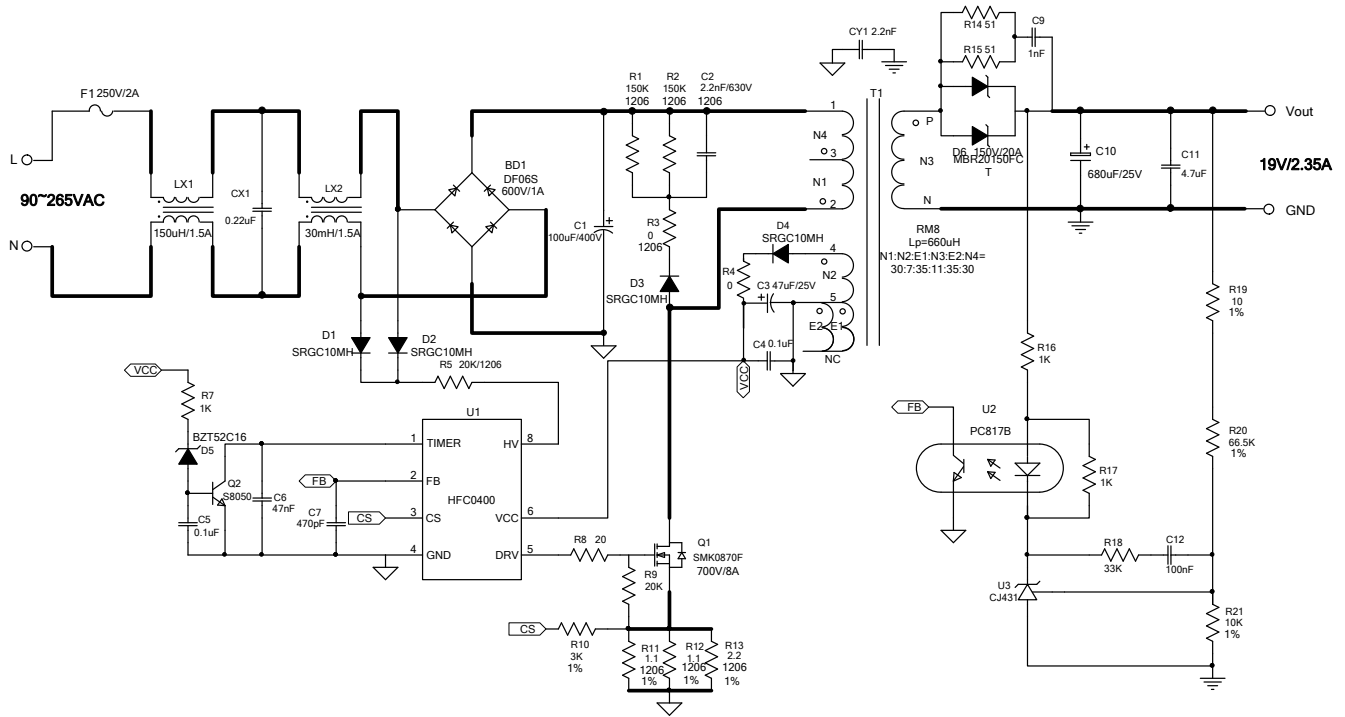 F1 250V/2A
L
90~265VAC
N
LX1
150uH/1.5A
CX1
0.22uF
LX2
30mH/1.5A
BD1
DF06S
600V/1A
C1
100uF/400V
+
R1
150K
1206
R2
150K
1206
C2
2.2nF/630V
1206
R3
0
1206
D3
SRGC10MH
CY1 2.2nF
T1
1
N4
3
N1
2
P
N3
N
RM8
Lp=660uH
N1:N2:E1:N3:E2:N4=
30:7:35:11:35:30
D4
SRGC10MH
4
N2
5
E2 E1
NC
R4
0
C3 47uF/25V
+
C4 0.1uF
VCC
R14 51
R15 51
C9
1nF
D6 150V/20A
MBR20150FC
T
C10
680uF/25V
+
C11
4.7uF
Vout
19V/2.35A
GND
D1
SRGC10MH
D2
SRGC10MH
R5 20K/1206
VCC
R7
1K
BZT52C16
D5
Q2
S8050
C5
0.1uF
C6
47nF
FB
C7
470pF
CS
U1
HFC0400
1 TIMER
2 FB
3 CS
4 GND
HV 8
VCC 6
DRV 5
R8 20
R9
20K
Q1
SMK0870F
700V/8A
CS
R10
3K
1%
R11
1.1
1206
1%
R12
1.1
1206
1%
R13
2.2
1206
1%
FB
U2
PC817B
R16
1K
R17
1K
R18
33K
C12
100nF
U3
CJ431
R19
10
1%
R20
66.5K
1%
R21
10K
1%